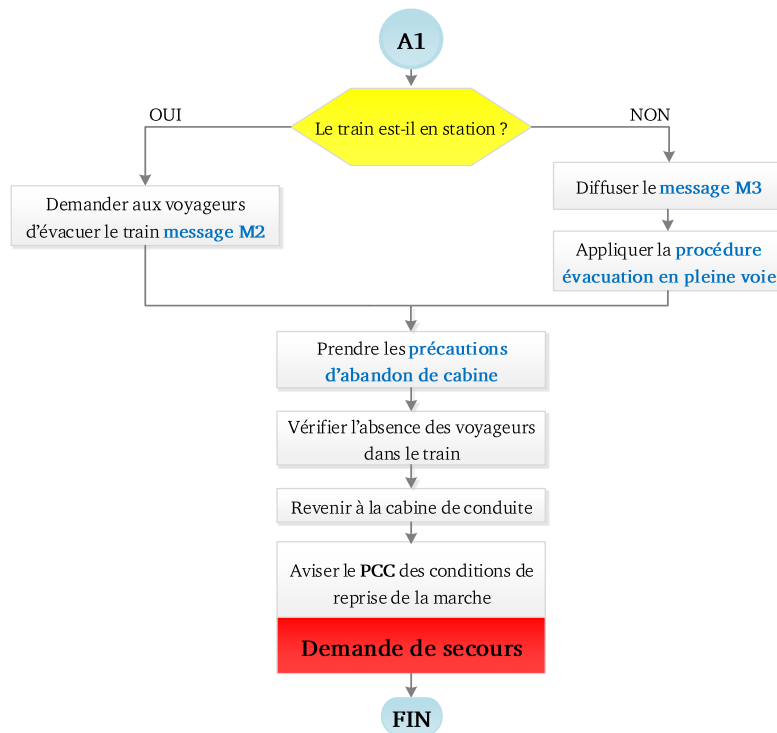 A1
Le train est-il en station ?
OUI
NON
Demander aux voyageurs
d'évacuer le train message M2
Diffuser le message M3
Appliquer la procédure
évacuation en pleine voie
Prendre les précautions
d'abandon de cabine
Vérifier l'absence des voyageurs
dans le train
Revenir à la cabine de conduite
Aviser le PCC des conditions de
reprise de la marche
Demande de secours
FIN